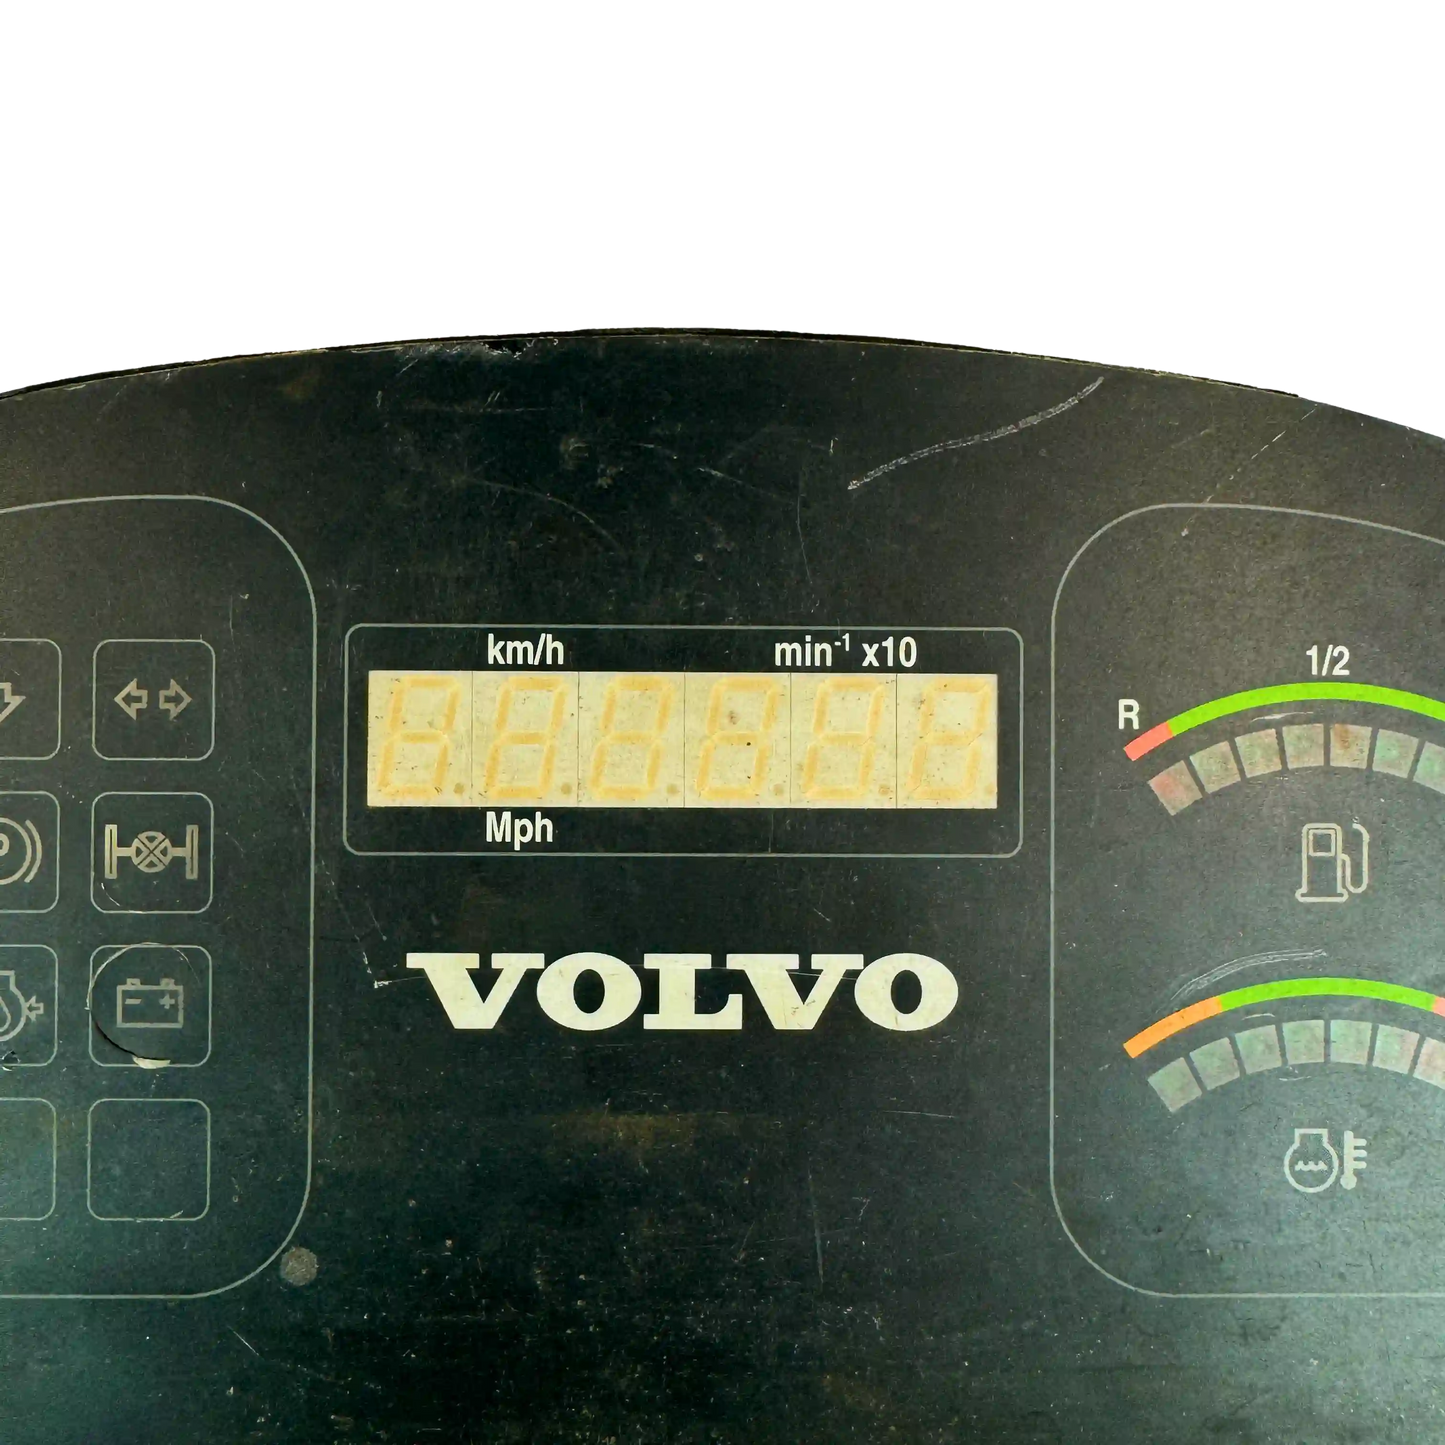 km/h min⁻¹ x10
Mph
VOLVO
1/2
R